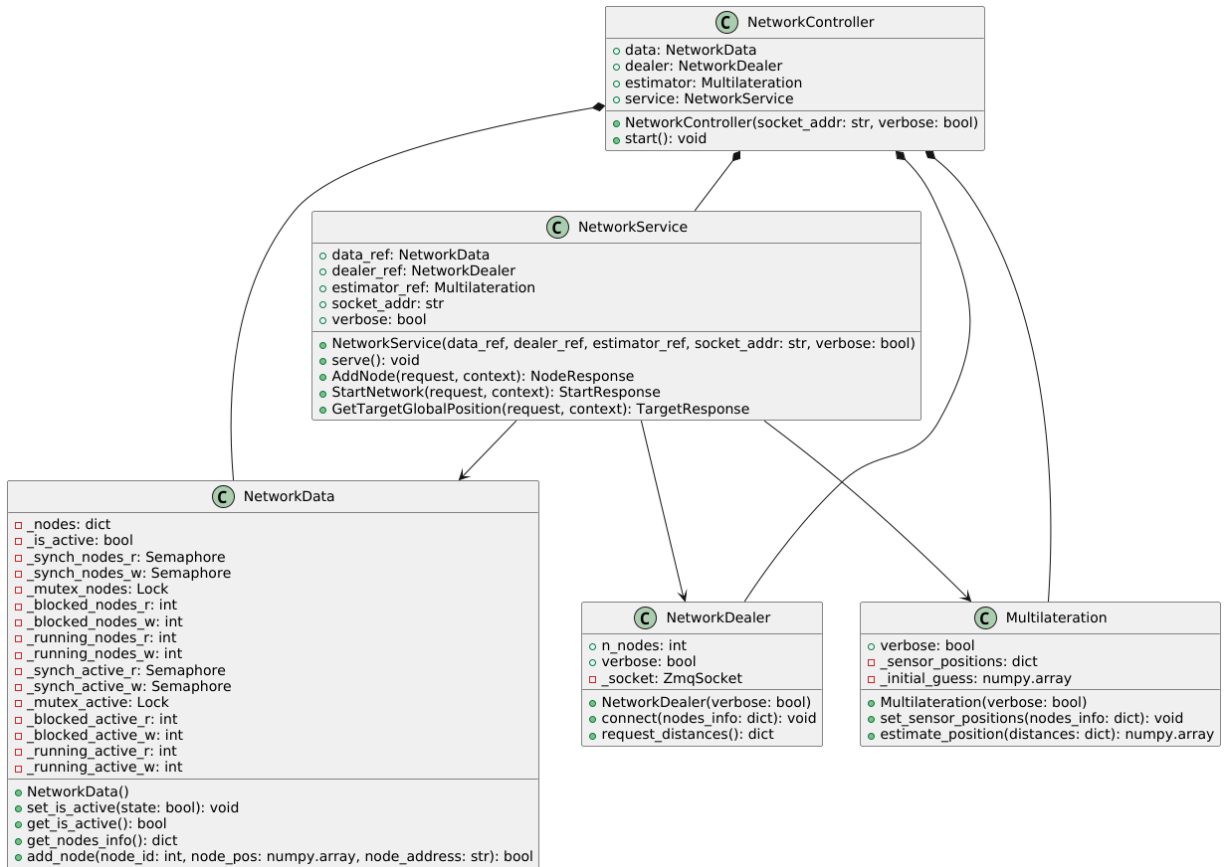 C NetworkController
data: NetworkData
dealer: NetworkDealer
estimator: Multilateration
service: NetworkService
NetworkController(socket_addr: str, verbose: bool)
start(): void
C NetworkService
data_ref: NetworkData
dealer_ref: NetworkDealer
estimator_ref: Multilateration
socket_addr: str
verbose: bool
NetworkService(data_ref, dealer_ref, estimator_ref, socket_addr: str, verbose: bool)
serve(): void
AddNode(request, context): NodeResponse
StartNetwork(request, context): StartResponse
GetTargetGlobalPosition(request, context): TargetResponse
C NetworkData
_nodes: dict
_is_active: bool
_synch_nodes_r: Semaphore
_synch_nodes_w: Semaphore
_mutex_nodes: Lock
_blocked_nodes_r: int
_blocked_nodes_w: int
_running_nodes_r: int
_running_nodes_w: int
_synch_active_r: Semaphore
_synch_active_w: Semaphore
_mutex_active: Lock
_blocked_active_r: int
_blocked_active_w: int
_running_active_r: int
_running_active_w: int
NetworkData()
set_is_active(state: bool): void
get_is_active(): bool
get_nodes_info(): dict
add_node(node_id: int, node_pos: numpy.array, node_address: str): bool
C NetworkDealer
n_nodes: int
verbose: bool
_socket: ZmqSocket
NetworkDealer(verbose: bool)
connect(nodes_info: dict): void
request_distances(): dict
C Multilateration
verbose: bool
_sensor_positions: dict
_initial_guess: numpy.array
Multilateration(verbose: bool)
set_sensor_positions(nodes_info: dict): void
estimate_position(distances: dict): numpy.array